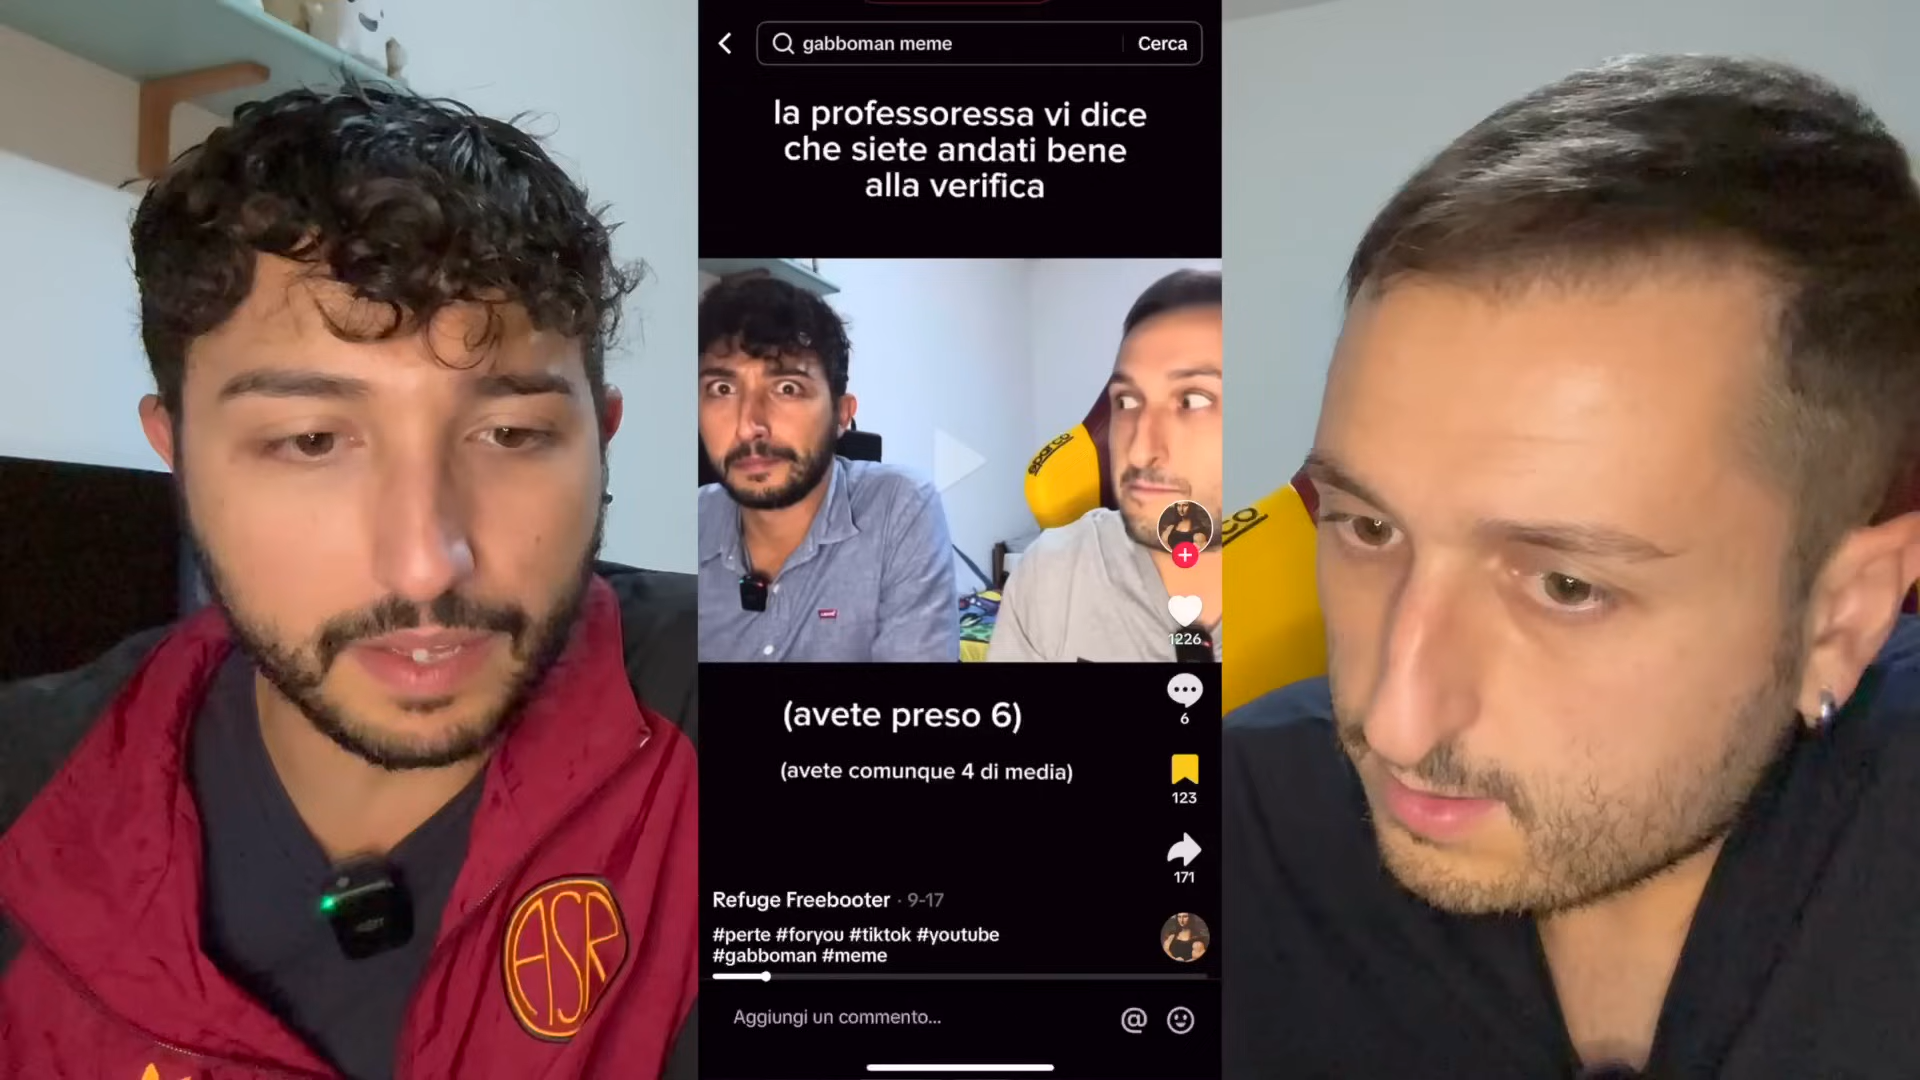 gabboman meme
Cerca
la professoressa vi dice
che siete andati bene
alla verifica
sparco
1226
(avete preso 6)
6
(avete comunque 4 di media)
123
171
Refuge Freebooter · 9-17
#perte #foryou #tiktok #youtube
#gabboman #meme
Aggiungi un commento...
@
ASR
co